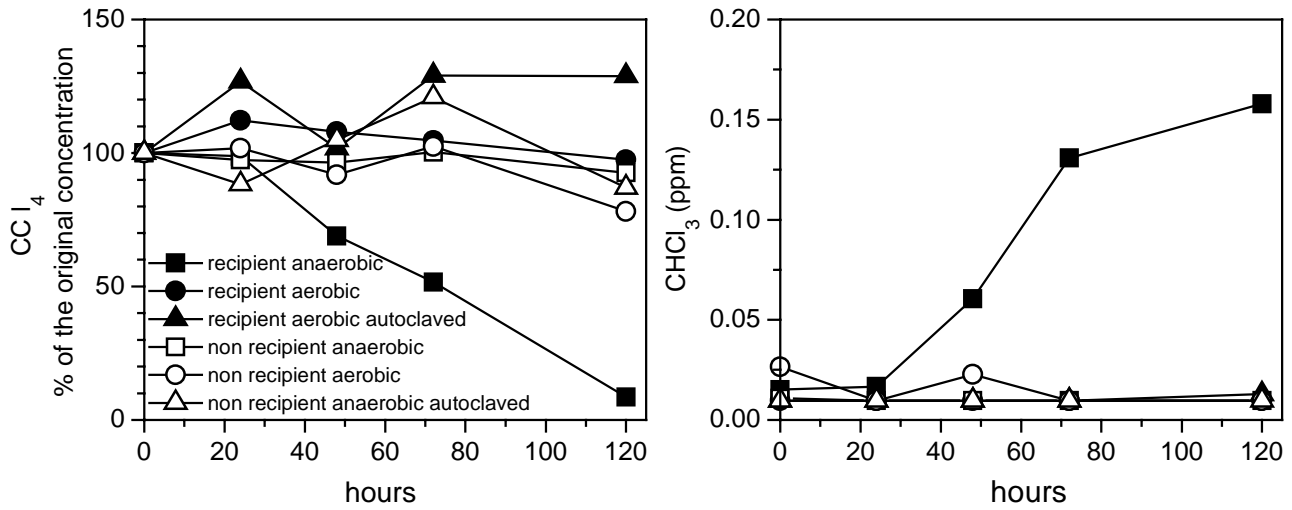 CC l4
% of the original concentration
150
100
50
0
recipient anaerobic
recipient aerobic
recipient aerobic autoclaved
non recipient anaerobic
non recipient aerobic
non recipient anaerobic autoclaved
0 20 40 60 80 100 120
hours
CHCl3 (ppm)
0.20
0.15
0.10
0.05
0.00
0 20 40 60 80 100 120
hours